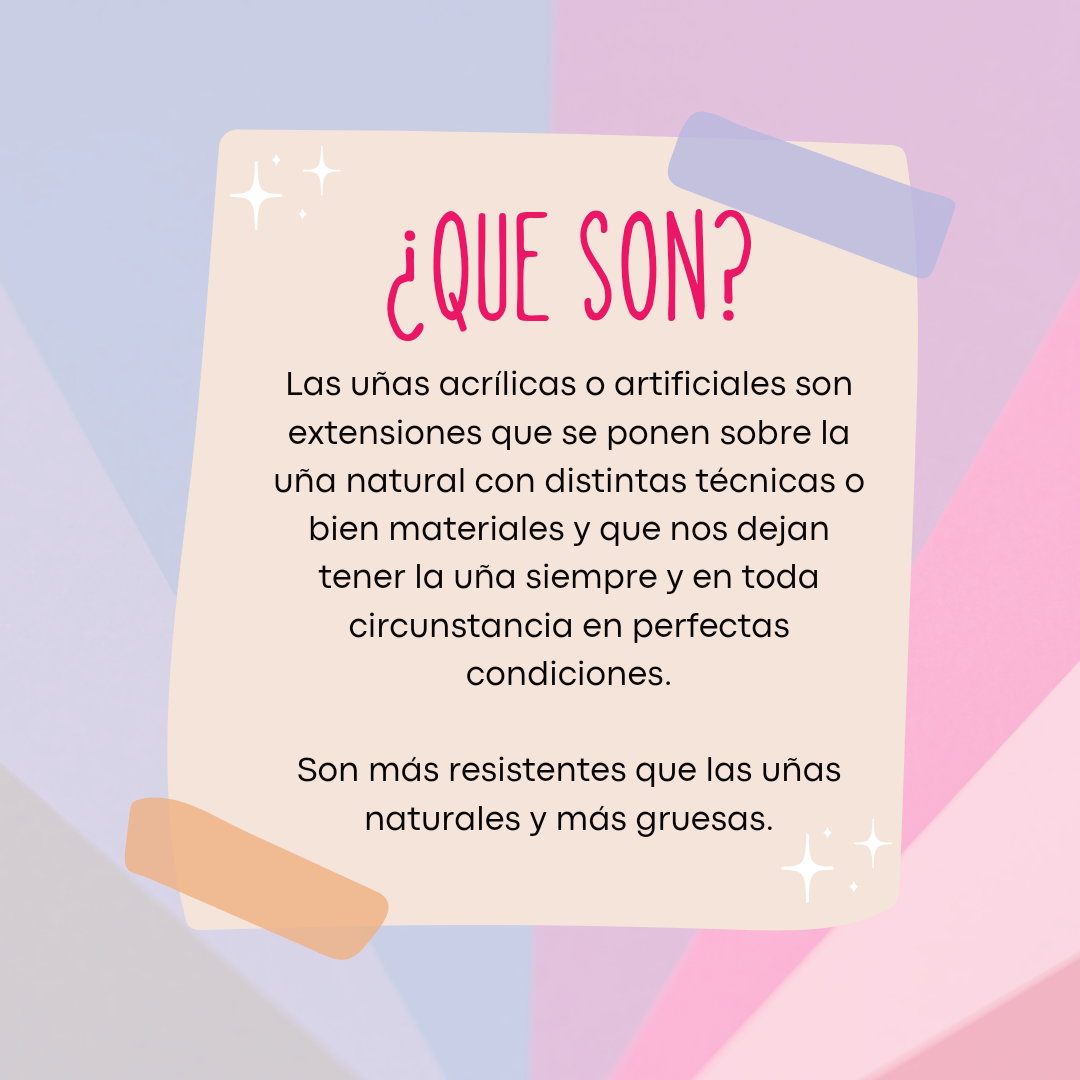 ¿QUE SON?
Las uñas acrílicas o artificiales son
extensiones que se ponen sobre la
uña natural con distintas técnicas o
bien materiales y que nos dejan
tener la uña siempre y en toda
circunstancia en perfectas
condiciones.
Son más resistentes que las uñas
naturales y más gruesas.